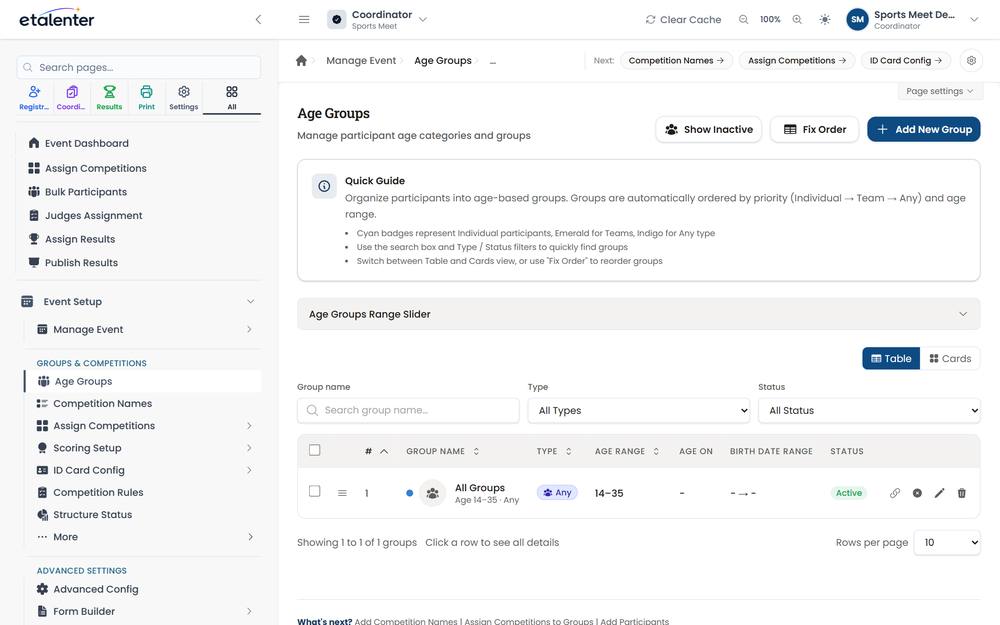 etalenter
Coordinator
Sports Meet
Clear Cache
100%
SM
Sports Meet De...
Coordinator
Search pages...
Registr...
Coordi...
Results
Print
Settings
All
Event Dashboard
Assign Competitions
Bulk Participants
Judges Assignment
Assign Results
Publish Results
Event Setup
Manage Event
GROUPS & COMPETITIONS
Age Groups
Competition Names
Assign Competitions
Scoring Setup
ID Card Config
Competition Rules
Structure Status
More
ADVANCED SETTINGS
Advanced Config
Form Builder
Manage Event
Age Groups
...
Next:
Competition Names →
Assign Competitions →
ID Card Config →
Page settings
Age Groups
Manage participant age categories and groups
Show Inactive
Fix Order
+ Add New Group
Quick Guide
Organize participants into age-based groups. Groups are automatically ordered by priority (Individual → Team → Any) and age
range.
• Cyan badges represent Individual participants, Emerald for Teams, Indigo for Any type
• Use the search box and Type / Status filters to quickly find groups
• Switch between Table and Cards view, or use "Fix Order" to reorder groups
Age Groups Range Slider
Table
Cards
Group name
Type
Status
Search group name...
All Types
All Status
# GROUP NAME TYPE AGE RANGE AGE ON BIRTH DATE RANGE STATUS
1 All Groups Any 14–35 - - → - Active
Age 14–35 · Any
Showing 1 to 1 of 1 groups Click a row to see all details
Rows per page 10
What's next? Add Competition Names | Assign Competitions to Groups | Add Participants